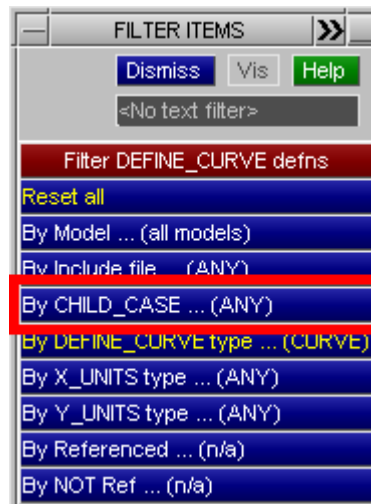 FILTER ITEMS
Dismiss Vis Help
<No text filter>
Filter DEFINE_CURVE defns
Reset all
By Model ... (all models)
By Include file ... (ANY)
By CHILD_CASE ... (ANY)
By DEFINE_CURVE type ... (CURVE)
By X_UNITS type ... (ANY)
By Y_UNITS type ... (ANY)
By Referenced ... (n/a)
By NOT Ref ... (n/a)